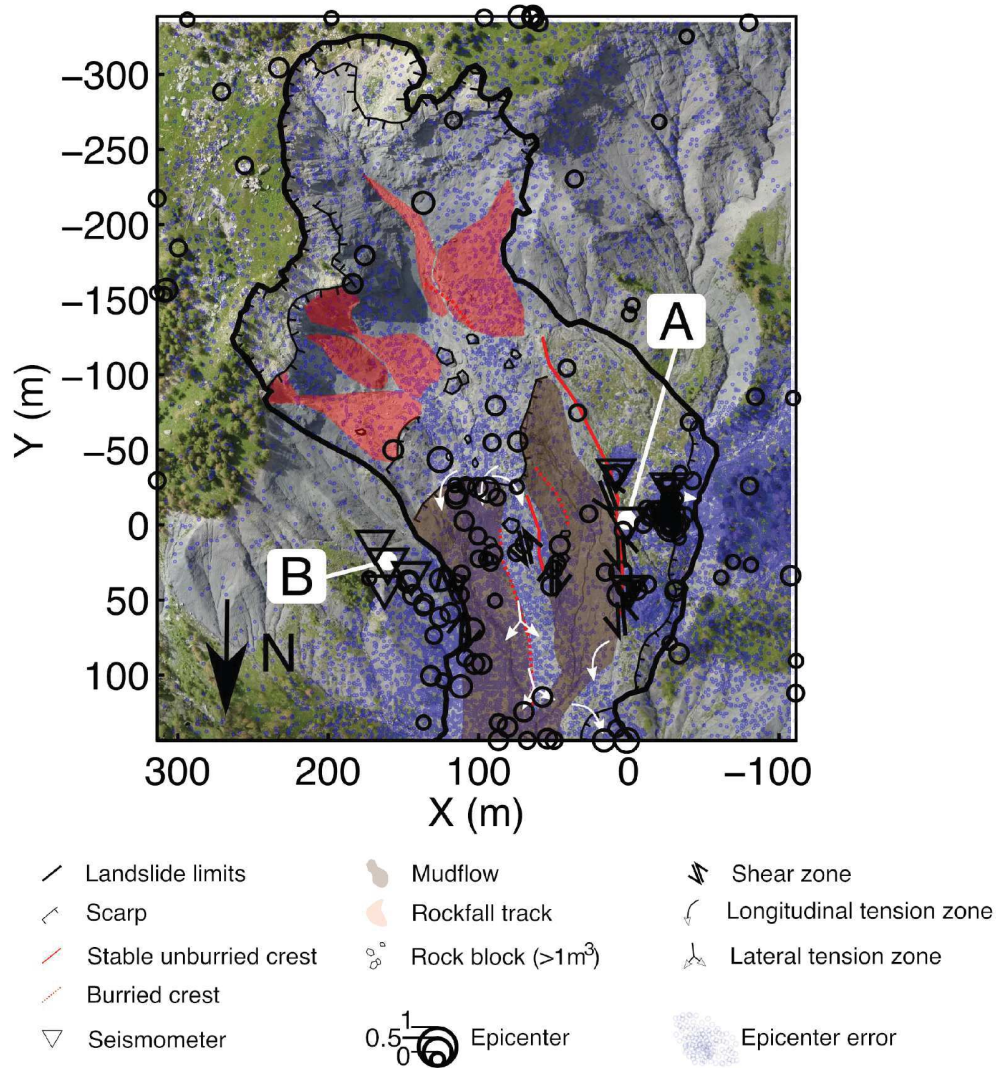 −300
−250
−200
−150
−100
−50
0
50
100
Y (m)
A
B
N
300 200 100 0 −100
X (m)
Landslide limits
Scarp
Stable unburried crest
Burried crest
Seismometer
Mudflow
Rockfall track
Rock block (>1m³)
1
0.5
0
Epicenter
Shear zone
Longitudinal tension zone
Lateral tension zone
Epicenter error